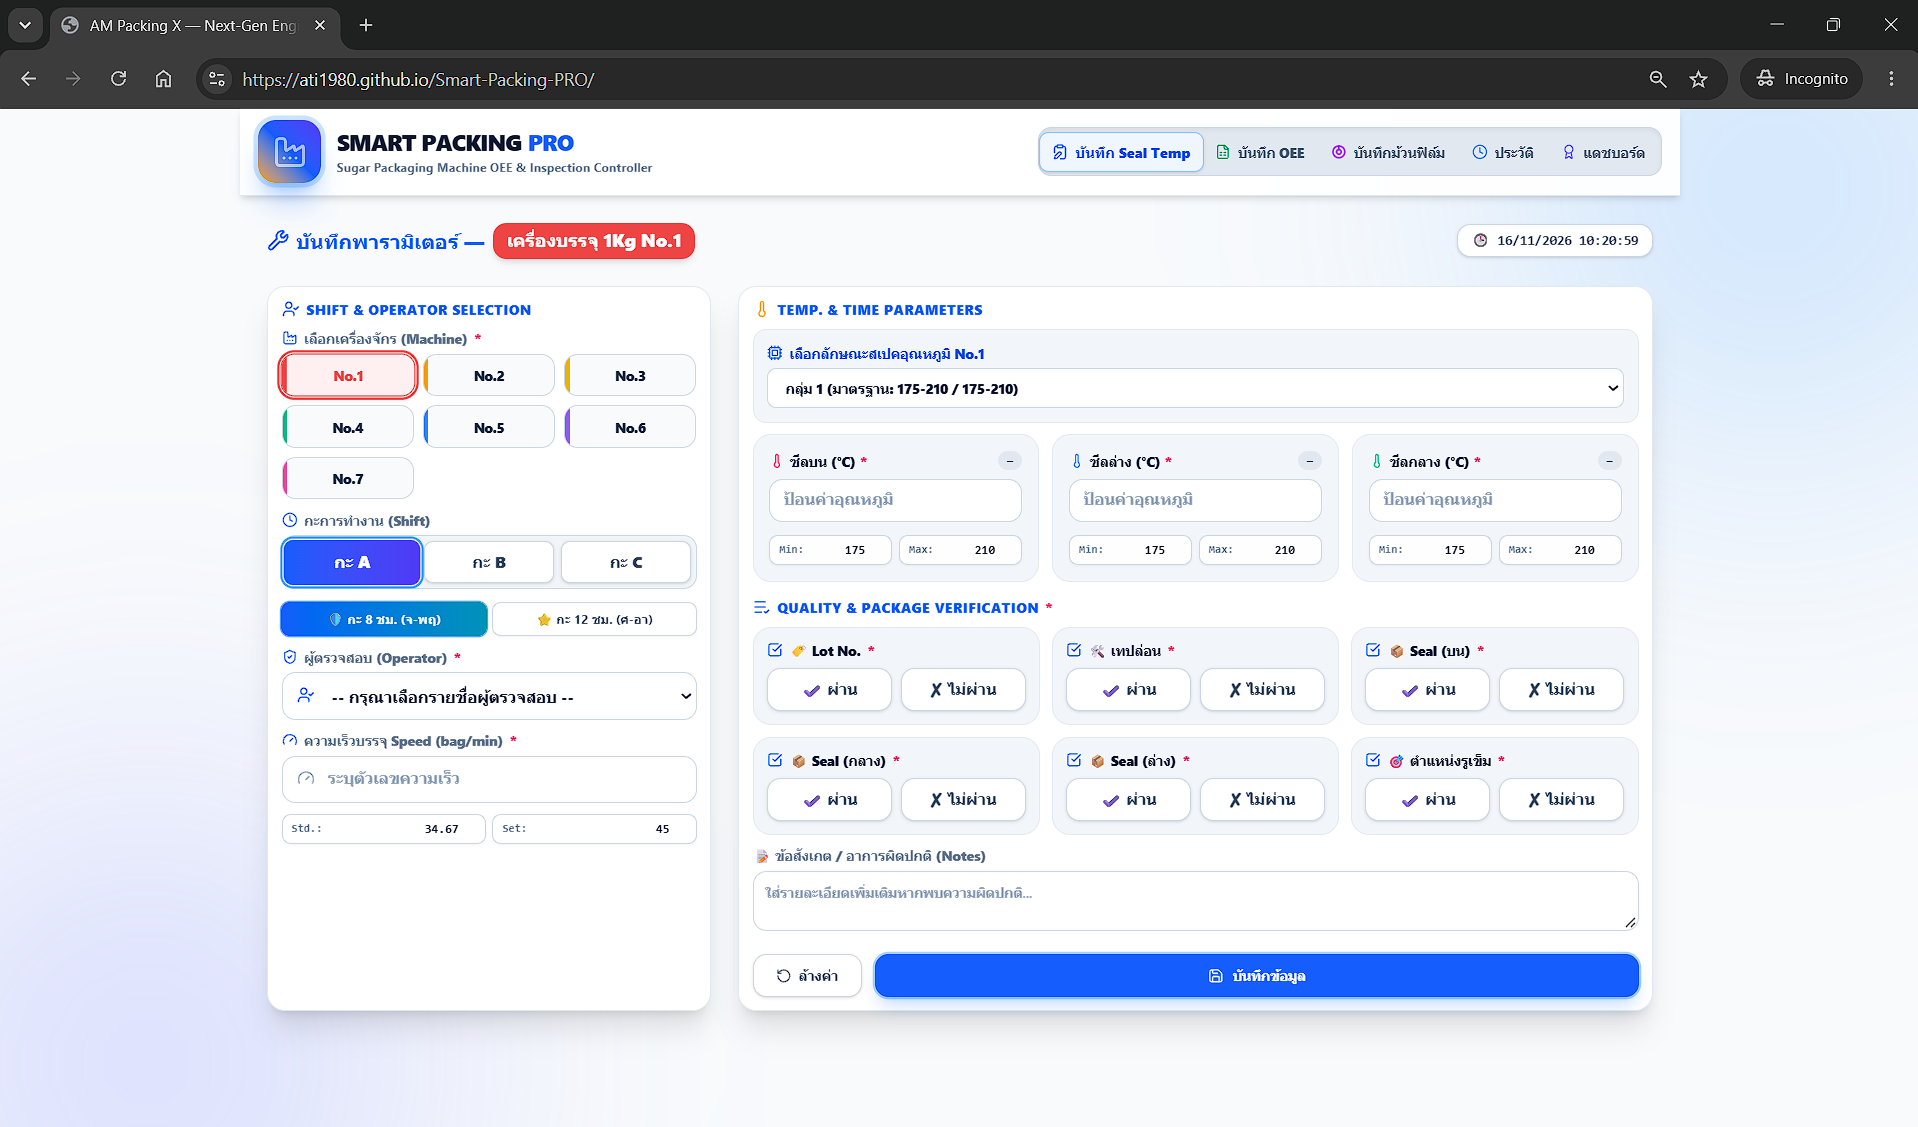 AM Packing X — Next-Gen Eng
https://ati1980.github.io/Smart-Packing-PRO/
Incognito
SMART PACKING PRO
Sugar Packaging Machine OEE & Inspection Controller
บันทึก Seal Temp
บันทึก OEE
บันทึกม้วนฟิล์ม
ประวัติ
แดชบอร์ด
บันทึกพารามิเตอร์ —
เครื่องบรรจุ 1Kg No.1
16/11/2026 10:20:59
SHIFT & OPERATOR SELECTION
เลือกเครื่องจักร (Machine) *
No.1
No.2
No.3
No.4
No.5
No.6
No.7
กะการทำงาน (Shift)
กะ A
กะ B
กะ C
กะ 8 ชม. (จ-พฤ)
กะ 12 ชม. (ศ-อา)
ผู้ตรวจสอบ (Operator) *
-- กรุณาเลือกรายชื่อผู้ตรวจสอบ --
ความเร็วบรรจุ Speed (bag/min) *
ระบุตัวเลขความเร็ว
Std.: 34.67
Set: 45
TEMP. & TIME PARAMETERS
เลือกลักษณะสเปคอุณหภูมิ No.1
กลุ่ม 1 (มาตรฐาน: 175-210 / 175-210)
ซีลบน (°C) * –
ป้อนค่าอุณหภูมิ
Min: 175
Max: 210
ซีลล่าง (°C) * –
ป้อนค่าอุณหภูมิ
Min: 175
Max: 210
ซีลกลาง (°C) * –
ป้อนค่าอุณหภูมิ
Min: 175
Max: 210
QUALITY & PACKAGE VERIFICATION *
Lot No. *
✔ ผ่าน
✗ ไม่ผ่าน
เทปล่อน *
✔ ผ่าน
✗ ไม่ผ่าน
Seal (บน) *
✔ ผ่าน
✗ ไม่ผ่าน
Seal (กลาง) *
✔ ผ่าน
✗ ไม่ผ่าน
Seal (ล่าง) *
✔ ผ่าน
✗ ไม่ผ่าน
ตำแหน่งรูเข็ม *
✔ ผ่าน
✗ ไม่ผ่าน
ข้อสังเกต / อาการผิดปกติ (Notes)
ใส่รายละเอียดเพิ่มเติมหากพบความผิดปกติ...
ล้างค่า
บันทึกข้อมูล